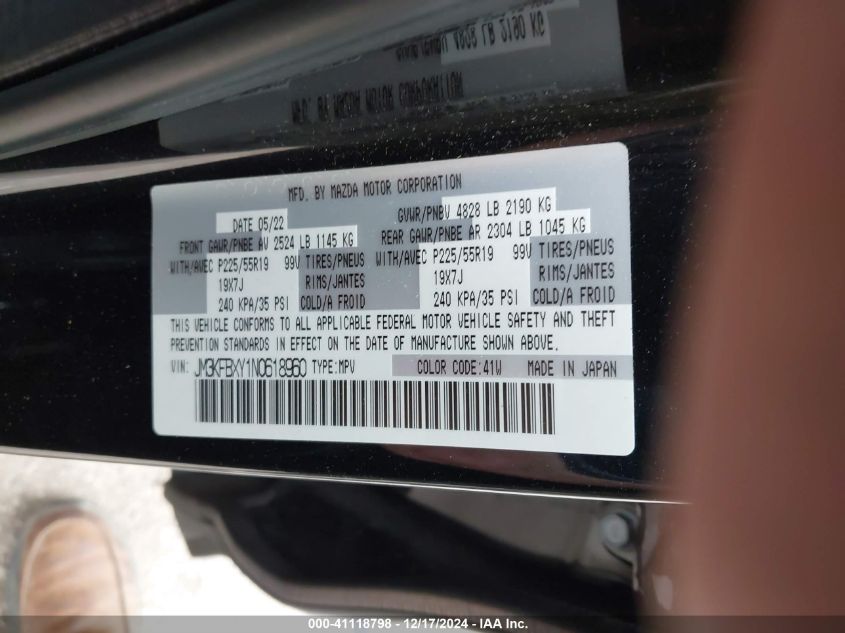 MFD. BY MAZDA MOTOR CORPORATION
DATE 05/22 GVWR/PNBV 4828 LB 2190 KG
FRONT GAWR/PNBE AV 2524 LB 1145 KG REAR GAWR/PNBE AR 2304 LB 1045 KG
WITH/AVEC P225/55R19 99V TIRES/PNEUS WITH/AVEC P225/55R19 99V TIRES/PNEUS
19X7J RIMS/JANTES 19X7J RIMS/JANTES
240 KPA/35 PSI COLD/A FROID 240 KPA/35 PSI COLD/A FROID
THIS VEHICLE CONFORMS TO ALL APPLICABLE FEDERAL MOTOR VEHICLE SAFETY AND THEFT
PREVENTION STANDARDS IN EFFECT ON THE DATE OF MANUFACTURE SHOWN ABOVE.
VIN: JM3KFBXY1N0618960 TYPE:MPV COLOR CODE:41W MADE IN JAPAN
000-41118798 - 12/17/2024 - IAA Inc.